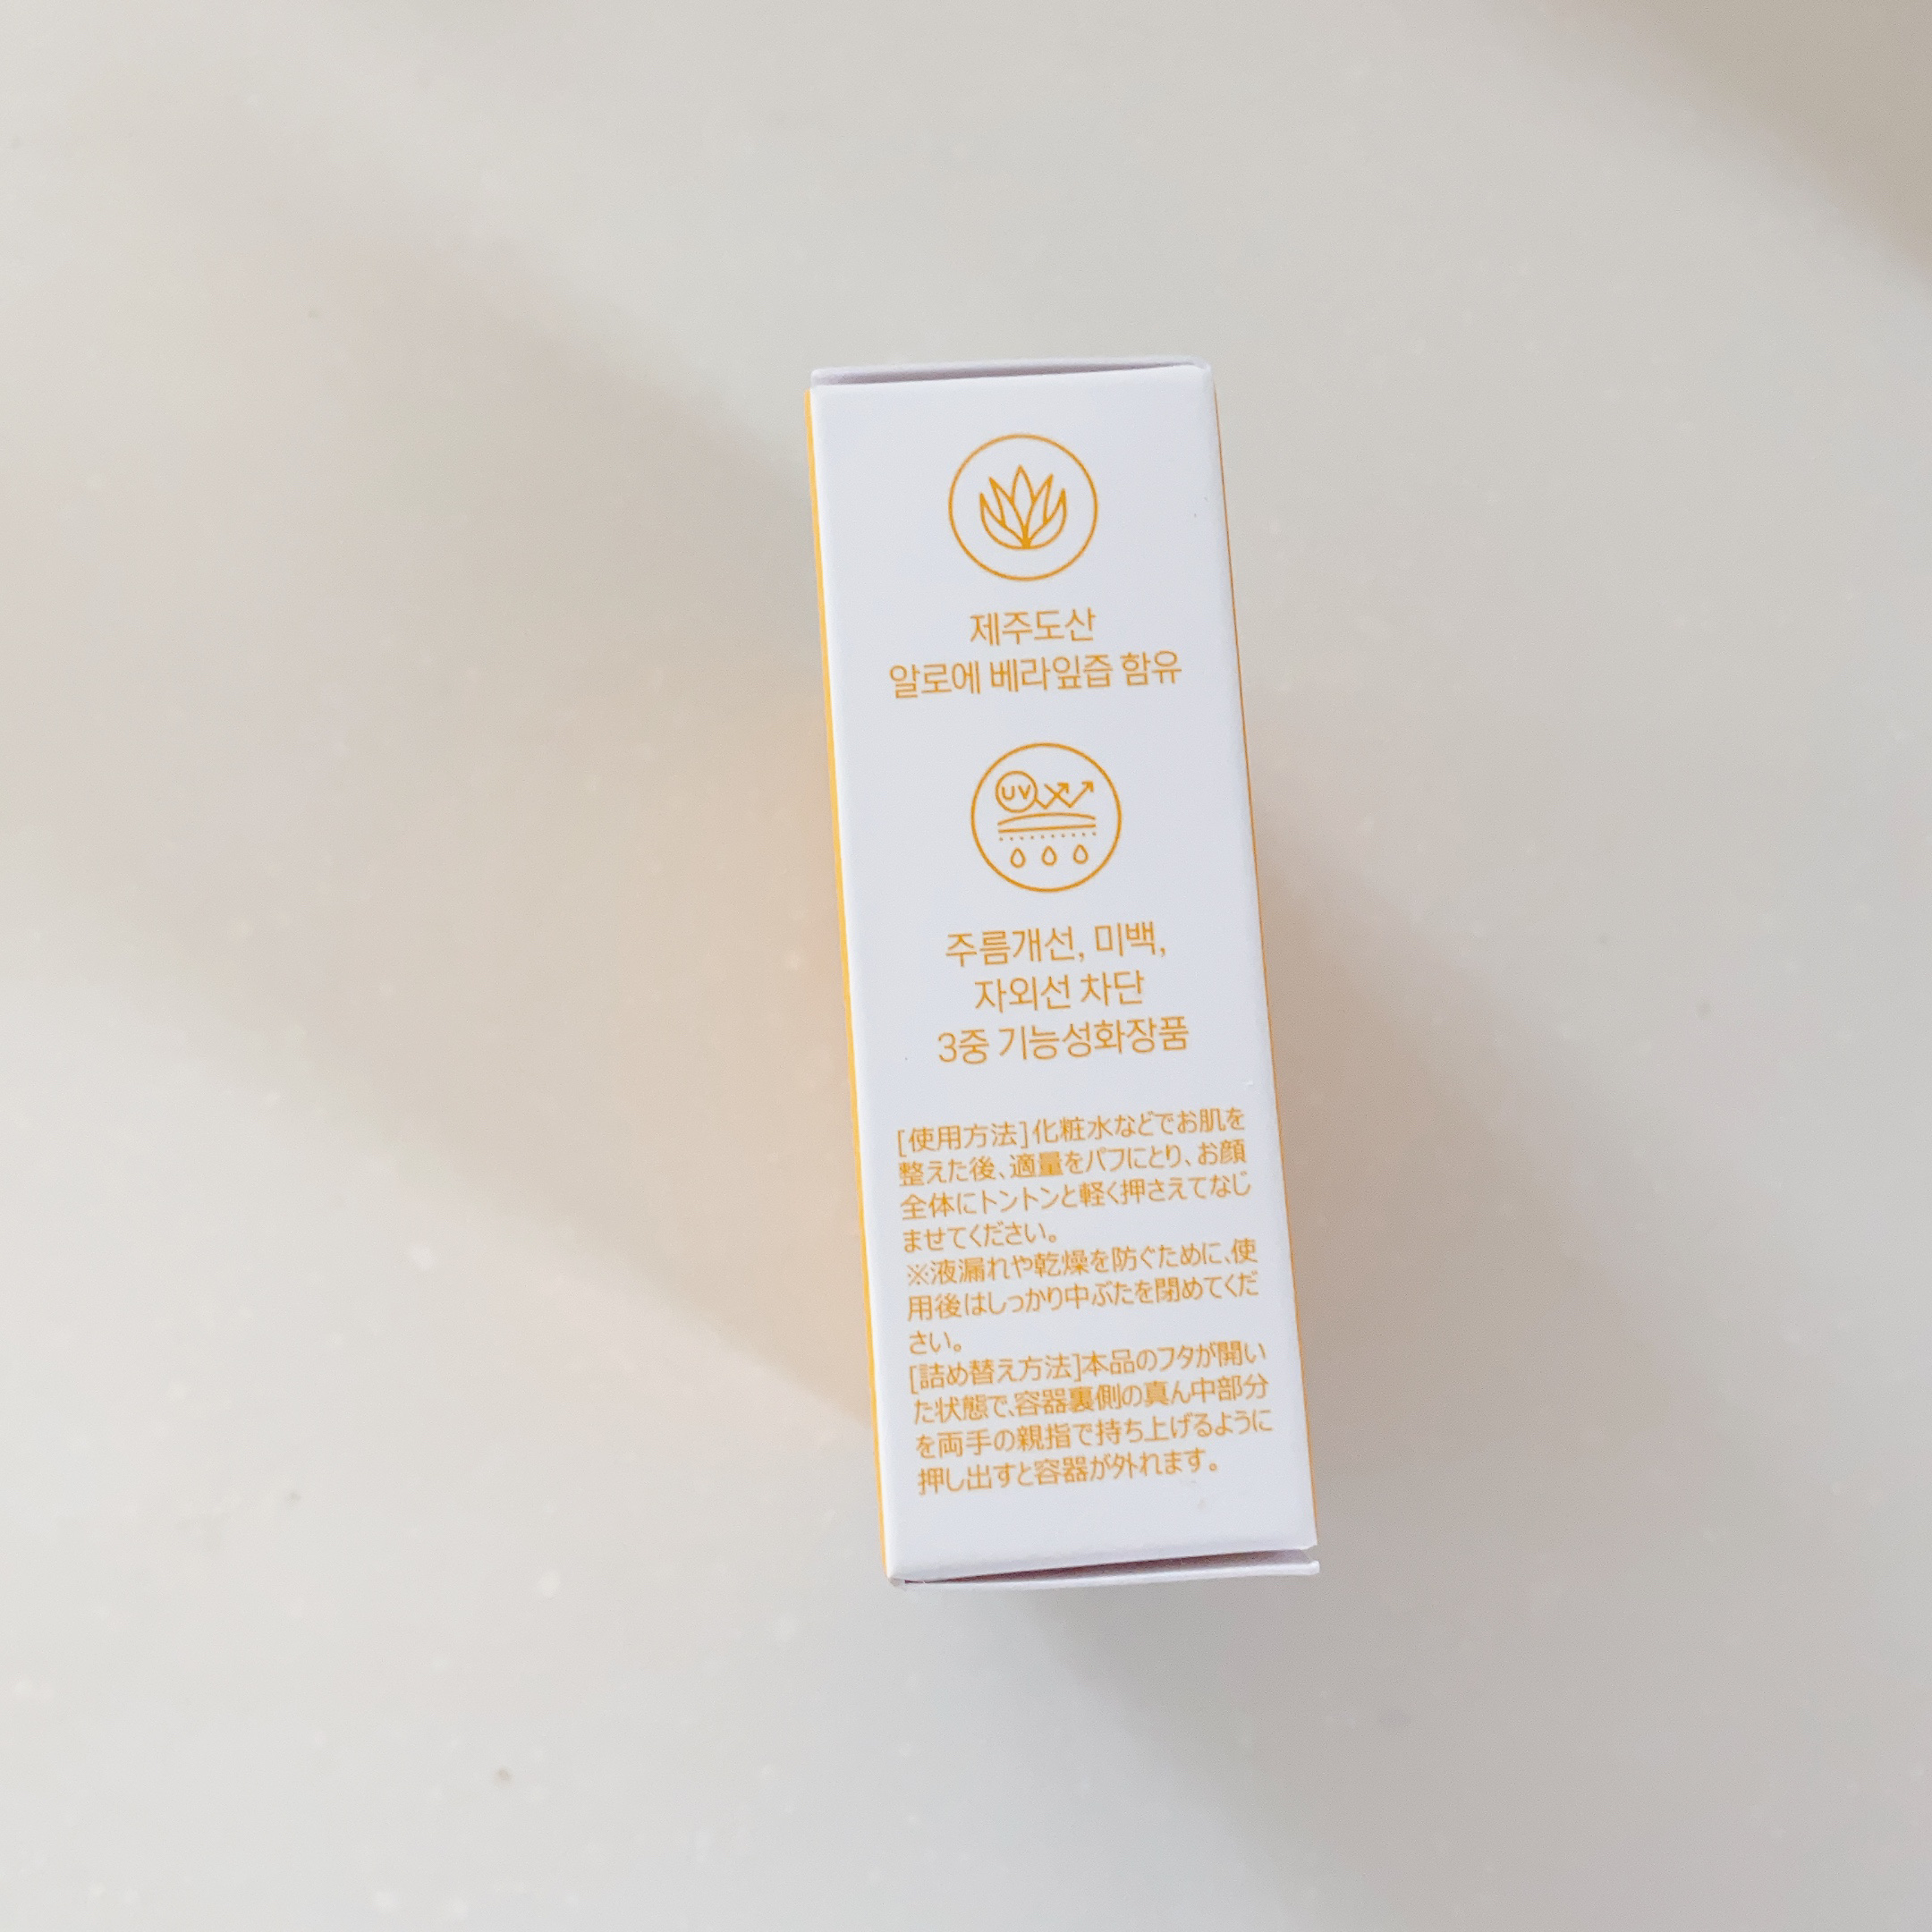 제주도산
알로에 베라잎즙 함유
UV
주름개선, 미백,
자외선 차단
3중 기능성화장품
[使用方法]化粧水などでお肌を
整えた後、適量をパフにとり、お顔
全体にトントンと軽く押さえてなじ
ませてください。
※液漏れや乾燥を防ぐために、使
用後はしっかり中ぶたを閉めてくだ
さい。
[詰め替え方法]本品のフタが開い
た状態で、容器裏側の真ん中部分
を両手の親指で持ち上げるように
押し出すと容器が外れます。